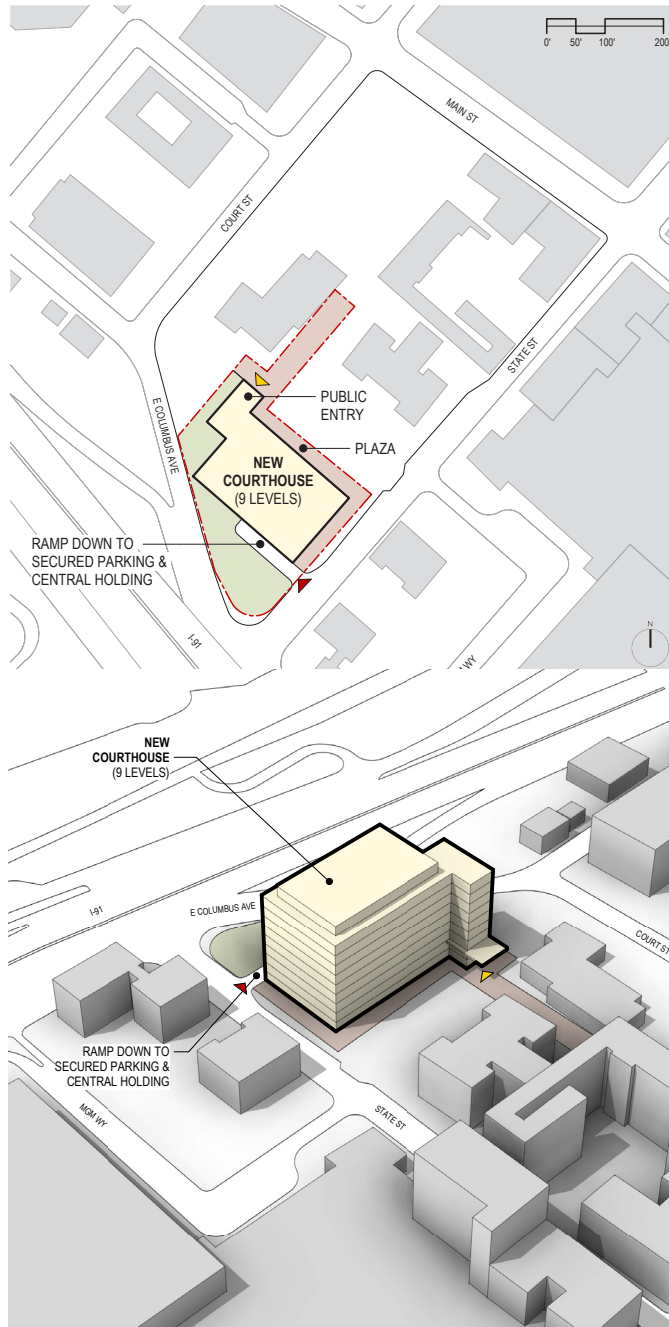 0' 50' 100' 200
MAIN ST
COURT ST
STATE ST
E COLUMBUS AVE
PUBLIC
ENTRY
PLAZA
NEW
COURTHOUSE
(9 LEVELS)
RAMP DOWN TO
SECURED PARKING &
CENTRAL HOLDING
I-91
N
WY
NEW
COURTHOUSE
(9 LEVELS)
I-91
E COLUMBUS AVE
COURT ST
RAMP DOWN TO
SECURED PARKING &
CENTRAL HOLDING
MGM WY
STATE ST